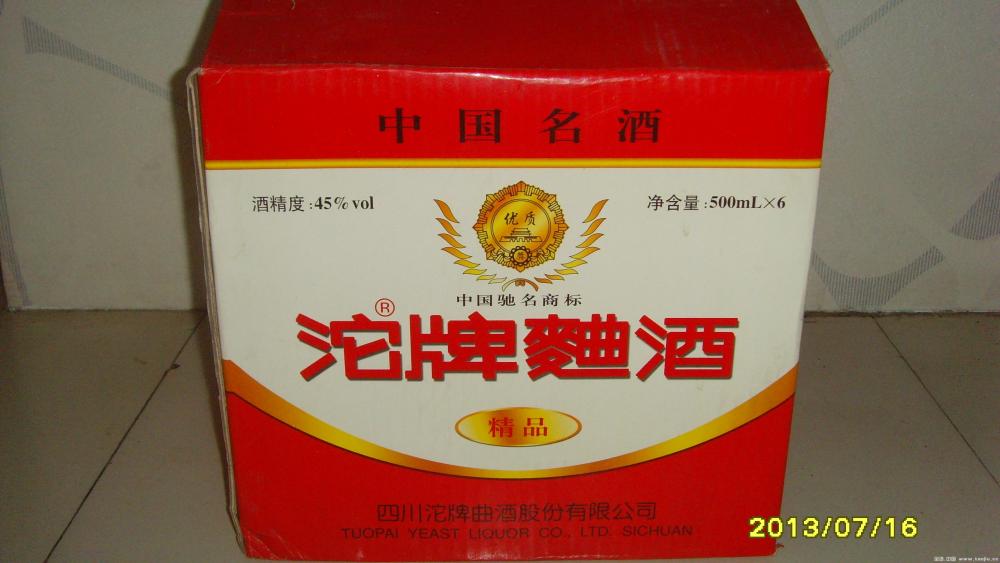 中国名酒
酒精度:45%vol
净含量:500mL×6
优质
中国驰名商标
®
沱牌麯酒
精品
四川沱牌曲酒股份有限公司
TUOPAI YEAST LIQUOR CO., LTD. SICHUAN
2013/07/16